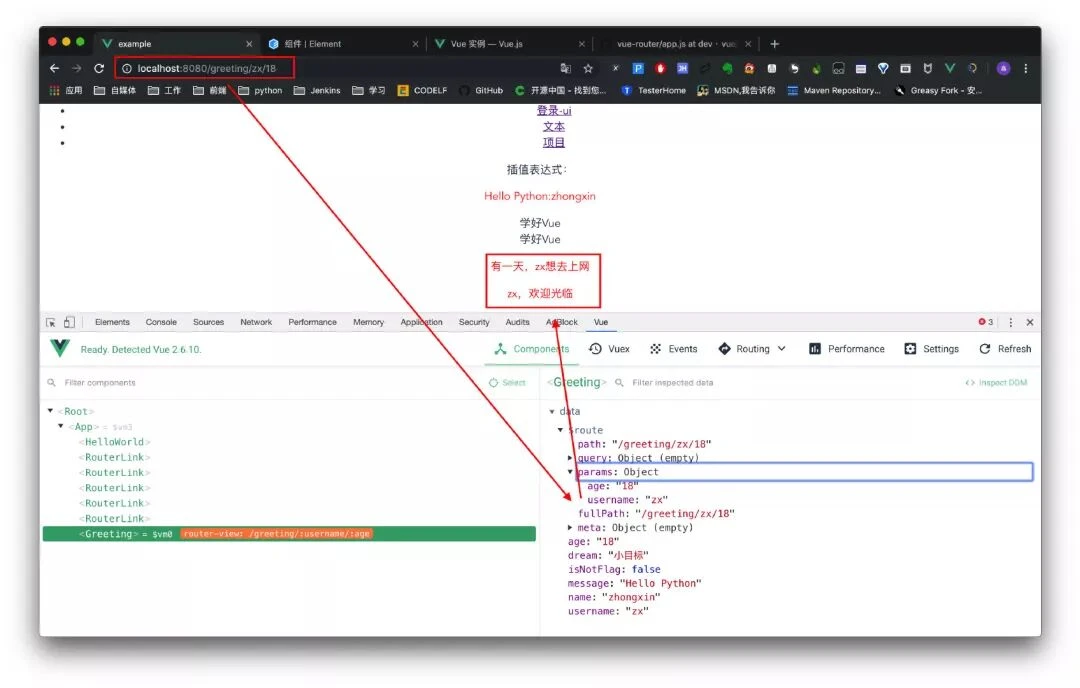 example
组件 | Element
Vue 实例 — Vue.js
vue-router/app.js at dev · vue
localhost:8080/greeting/zx/18
应用 自媒体 工作 前端 python Jenkins 学习 CODELF GitHub 开源中国 - 找到您... TesterHome MSDN,我告诉你 Maven Repository... Greasy Fork - 安...
登录-ui
文本
项目
插值表达式:
Hello Python:zhongxin
学好Vue
学好Vue
有一天，zx想去上网
zx，欢迎光临
Elements Console Sources Network Performance Memory Application Security Audits AdBlock Vue 3
Ready. Detected Vue 2.6.10.
Components Vuex Events Routing Performance Settings Refresh
Filter components Select
<Greeting> Filter inspected data <> Inspect DOM
<Root>
<App> = $vm3
<HelloWorld>
<RouterLink>
<RouterLink>
<RouterLink>
<RouterLink>
<RouterLink>
<Greeting> = $vm0 router-view: /greeting/:username/:age
data
$route
path: "/greeting/zx/18"
query: Object (empty)
params: Object
age: "18"
username: "zx"
fullPath: "/greeting/zx/18"
meta: Object (empty)
age: "18"
dream: "小目标"
isNotFlag: false
message: "Hello Python"
name: "zhongxin"
username: "zx"